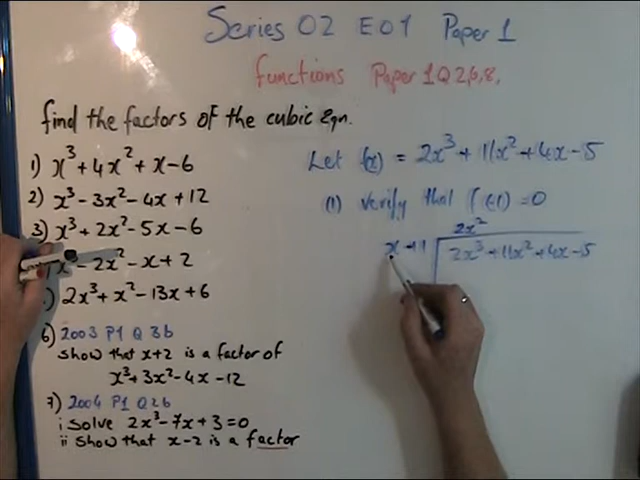 Series 02 E01 Paper 1
functions Paper 1 Q 2,6,8,
find the factors of the cubic Eqn.
1) x³ + 4x² + x - 6
2) x³ - 3x² - 4x + 12
3) x³ + 2x² - 5x - 6
x³ - 2x² - x + 2
) 2x³ + x² - 13x + 6
6) 2003 P1 Q 3b
show that x+2 is a factor of
x³ + 3x² - 4x - 12
7) 2004 P1 Q 2b
i solve 2x³ - 7x + 3 = 0
ii show that x-2 is a factor
Let f(x) = 2x³ + 11x² + 4x - 5
(1) verify that f(-1) = 0
2x²
x + 1 2x³ + 11x² + 4x - 5